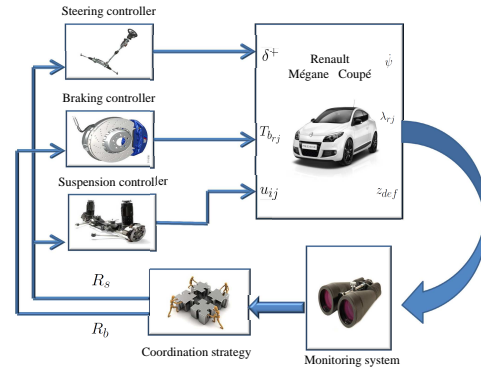 Steering controller
δ⁺
Renault
Mégane Coupé
ψ̇
Braking controller
T_{b_{rj}}
λ_{rj}
Suspension controller
u_{ij}
z_{def}
R_s
R_b
Coordination strategy
Monitoring system